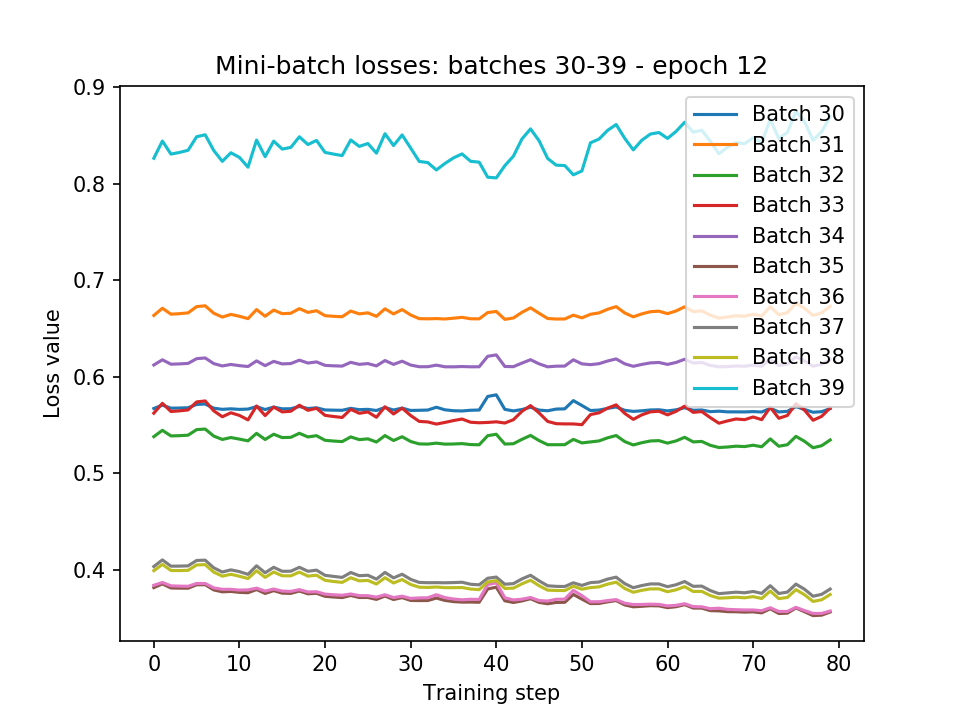 Mini-batch losses: batches 30-39 - epoch 12
0.9
0.8
0.7
0.6
0.5
0.4
Loss value
0
10
20
30
40
50
60
70
80
Training step
Batch 30
Batch 31
Batch 32
Batch 33
Batch 34
Batch 35
Batch 36
Batch 37
Batch 38
Batch 39